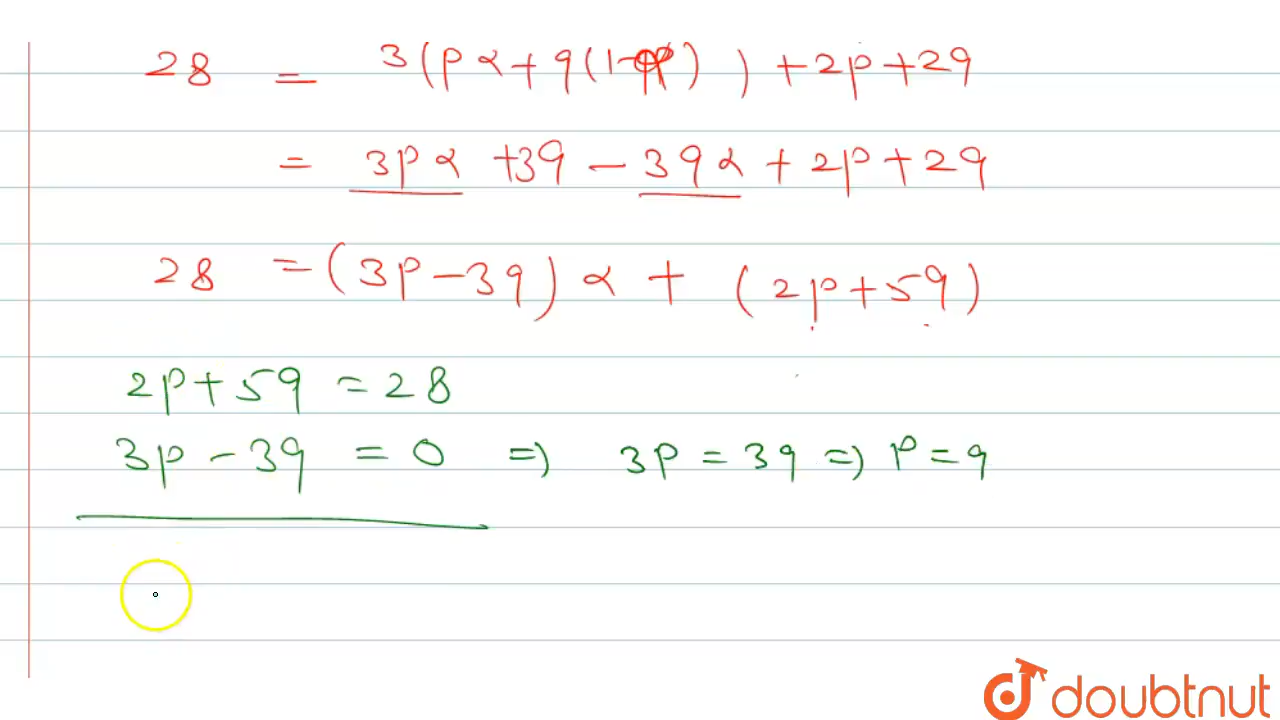 28 = 3(pα + q(1-α)) + 2p + 2q
= 3pα + 3q - 3qα + 2p + 2q
28 = (3p - 3q)α + (2p + 5q)
2p + 5q = 28
3p - 3q = 0 ⇒ 3p = 3q ⇒ p = q
doubtnut